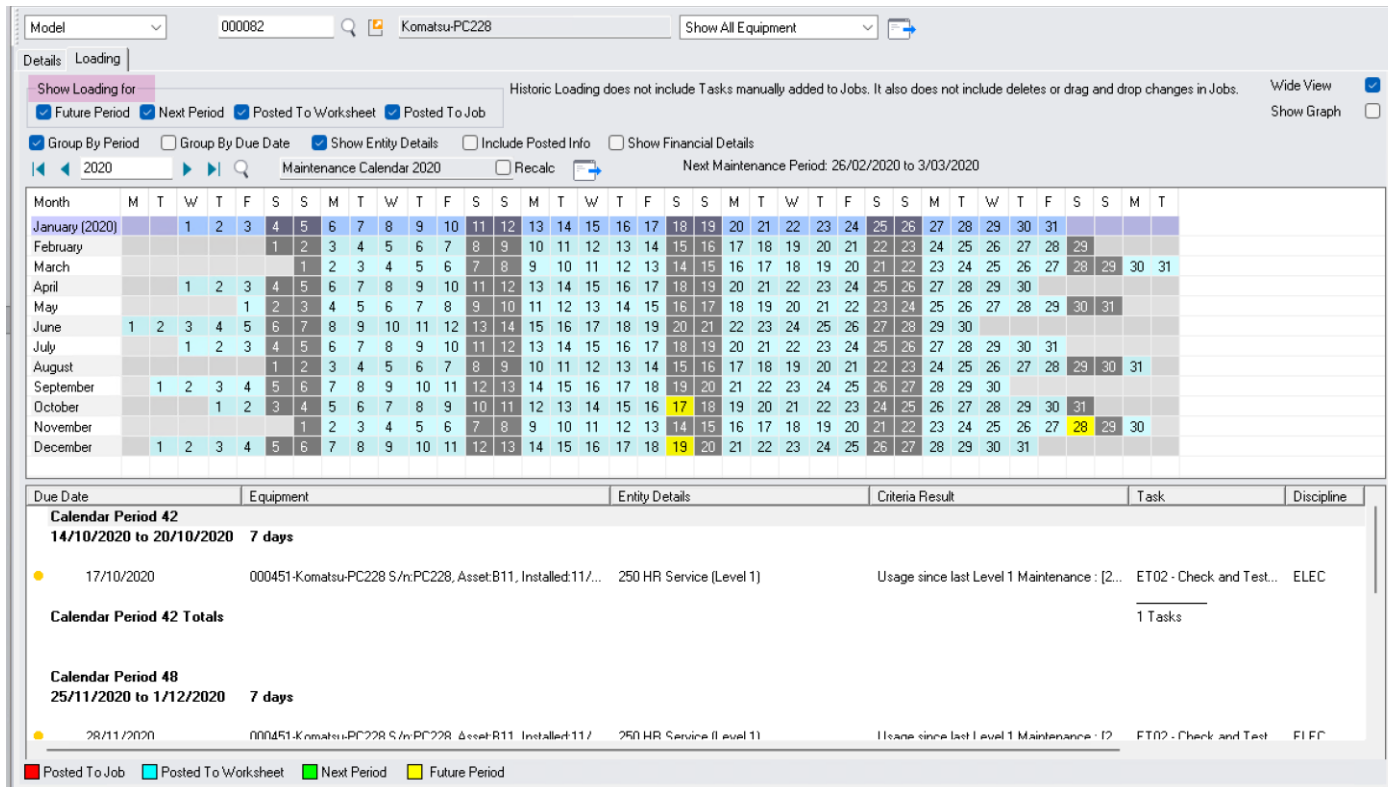 Model 000082 Komatsu-PC228 Show All Equipment
Details Loading
Show Loading for Historic Loading does not include Tasks manually added to Jobs. It also does not include deletes or drag and drop changes in Jobs. Wide View
Future Period Next Period Posted To Worksheet Posted To Job Show Graph
Group By Period Group By Due Date Show Entity Details Include Posted Info Show Financial Details
2020 Maintenance Calendar 2020 Recalc Next Maintenance Period: 26/02/2020 to 3/03/2020
Month M T W T F S S M T W T F S S M T W T F S S M T W T F S S M T W T F S S M T
January (2020) 1 2 3 4 5 6 7 8 9 10 11 12 13 14 15 16 17 18 19 20 21 22 23 24 25 26 27 28 29 30 31
February 1 2 3 4 5 6 7 8 9 10 11 12 13 14 15 16 17 18 19 20 21 22 23 24 25 26 27 28 29
March 1 2 3 4 5 6 7 8 9 10 11 12 13 14 15 16 17 18 19 20 21 22 23 24 25 26 27 28 29 30 31
April 1 2 3 4 5 6 7 8 9 10 11 12 13 14 15 16 17 18 19 20 21 22 23 24 25 26 27 28 29 30
May 1 2 3 4 5 6 7 8 9 10 11 12 13 14 15 16 17 18 19 20 21 22 23 24 25 26 27 28 29 30 31
June 1 2 3 4 5 6 7 8 9 10 11 12 13 14 15 16 17 18 19 20 21 22 23 24 25 26 27 28 29 30
July 1 2 3 4 5 6 7 8 9 10 11 12 13 14 15 16 17 18 19 20 21 22 23 24 25 26 27 28 29 30 31
August 1 2 3 4 5 6 7 8 9 10 11 12 13 14 15 16 17 18 19 20 21 22 23 24 25 26 27 28 29 30 31
September 1 2 3 4 5 6 7 8 9 10 11 12 13 14 15 16 17 18 19 20 21 22 23 24 25 26 27 28 29 30
October 1 2 3 4 5 6 7 8 9 10 11 12 13 14 15 16 17 18 19 20 21 22 23 24 25 26 27 28 29 30 31
November 1 2 3 4 5 6 7 8 9 10 11 12 13 14 15 16 17 18 19 20 21 22 23 24 25 26 27 28 29 30
December 1 2 3 4 5 6 7 8 9 10 11 12 13 14 15 16 17 18 19 20 21 22 23 24 25 26 27 28 29 30 31
Due Date Equipment Entity Details Criteria Result Task Discipline
Calendar Period 42
14/10/2020 to 20/10/2020 7 days
17/10/2020 000451-Komatsu-PC228 S/n:PC228, Asset:B11, Installed:11/... 250 HR Service (Level 1) Usage since last Level 1 Maintenance : [2... ET02 - Check and Test... ELEC
Calendar Period 42 Totals 1 Tasks
Calendar Period 48
25/11/2020 to 1/12/2020 7 days
28/11/2020 000451-Komatsu-PC228 S/n:PC228, Asset:B11, Installed:11/... 250 HR Service (Level 1) Usage since last Level 1 Maintenance : [2... ET02 - Check and Test... ELEC
Posted To Job Posted To Worksheet Next Period Future Period